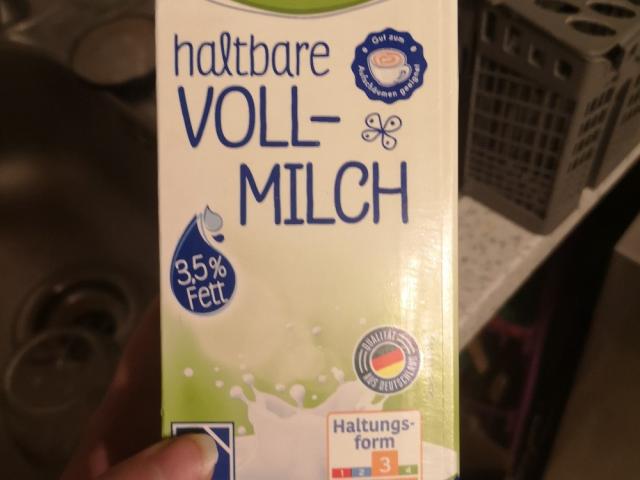 haltbare
Gut zum
Aufschäumen geeignet
VOLL-
MILCH
3,5%
Fett
QUALITÄT
AUS DEUTSCHLAND
Haltungs-
form
1 2 3 4